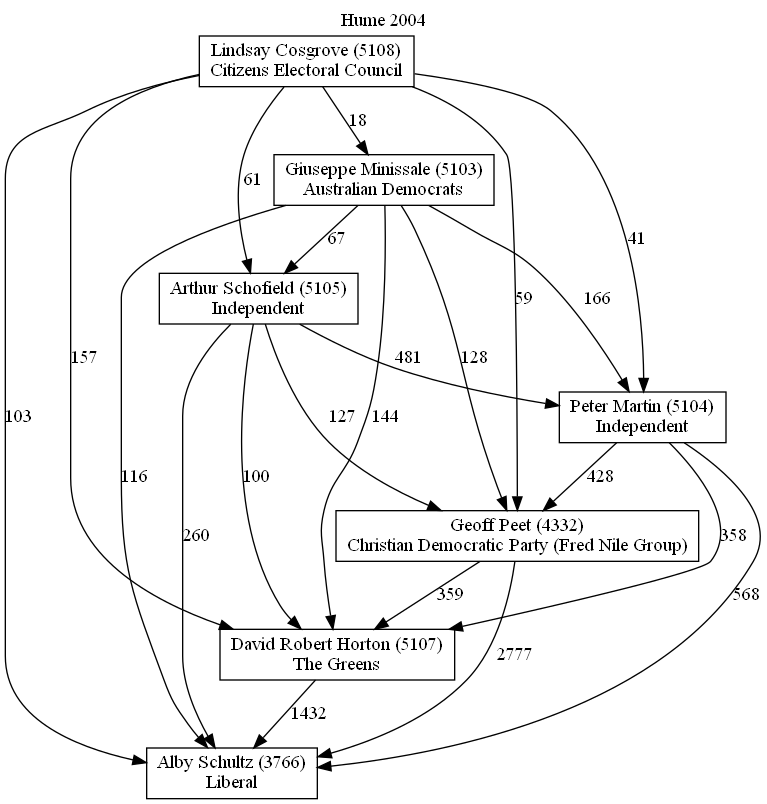 Hume 2004
Lindsay Cosgrove (5108)
Citizens Electoral Council
18
Giuseppe Minissale (5103)
Australian Democrats
61
67
41
Arthur Schofield (5105)
Independent
59
166
157
481
128
103
127
144
Peter Martin (5104)
Independent
116
100
428
Geoff Peet (4332)
Christian Democratic Party (Fred Nile Group)
260
358
359
568
David Robert Horton (5107)
The Greens
2777
1432
Alby Schultz (3766)
Liberal